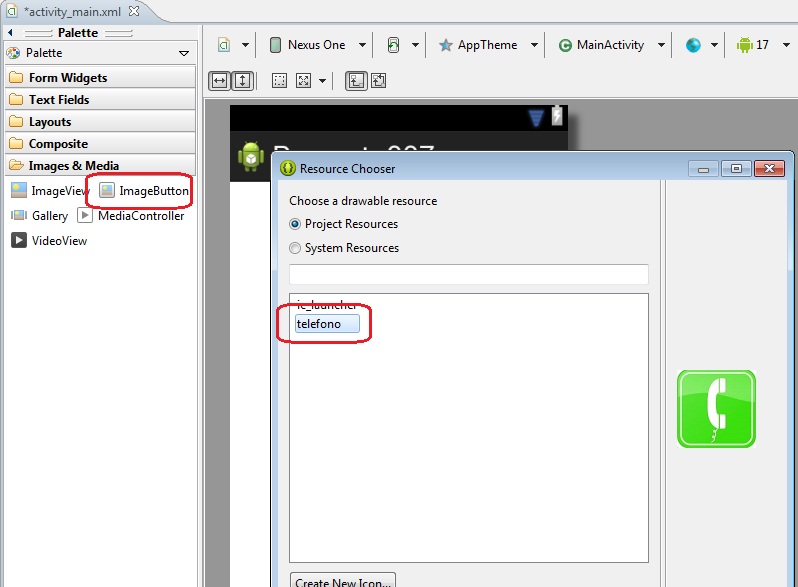 *activity_main.xml
Palette
Palette
Form Widgets
Text Fields
Layouts
Composite
Images & Media
ImageView
ImageButton
Gallery
MediaController
VideoView
Nexus One
AppTheme
MainActivity
17
Resource Chooser
Choose a drawable resource
Project Resources
System Resources
ic_launcher
telefono
Create New Icon...